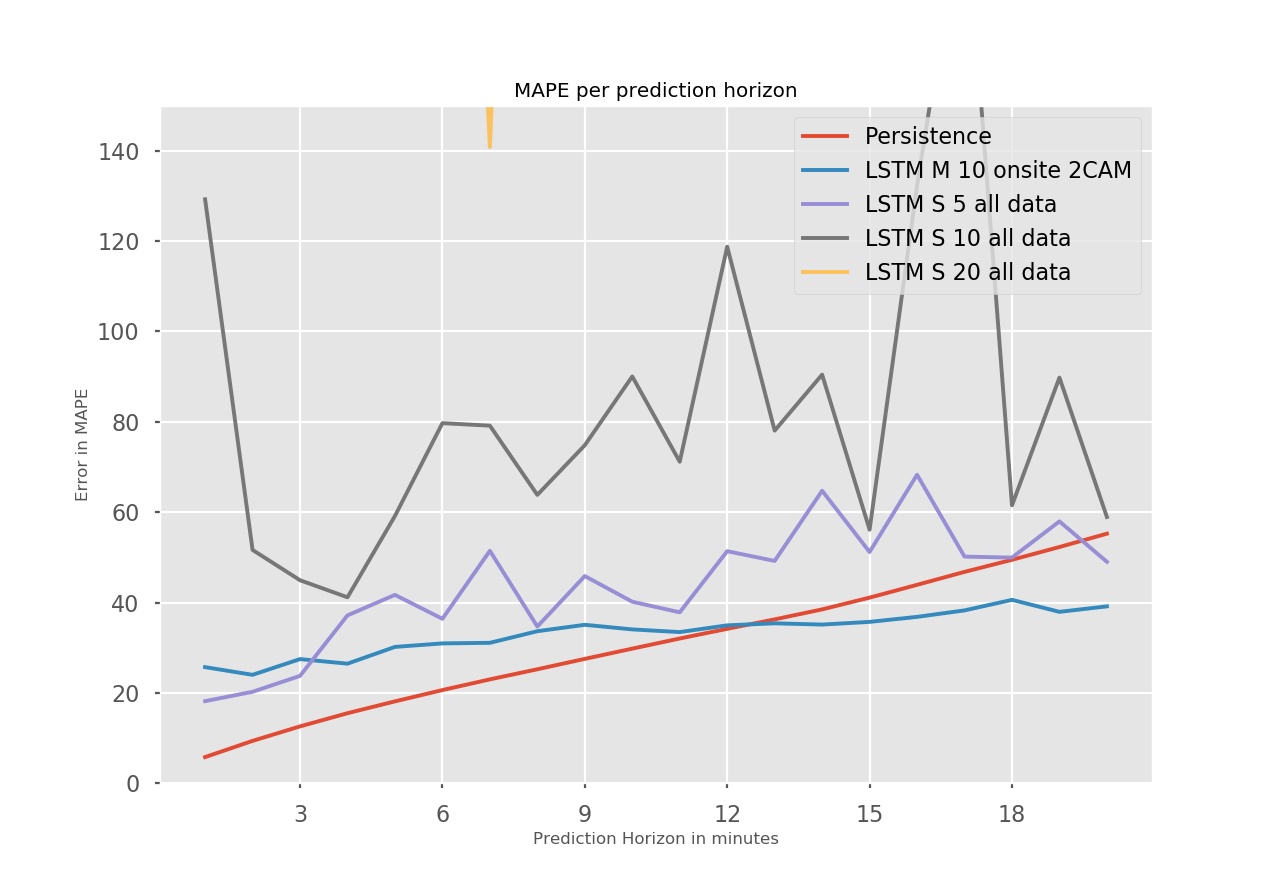 MAPE per prediction horizon
Error in MAPE
140
120
100
80
60
40
20
0
3 6 9 12 15 18
Prediction Horizon in minutes
Persistence
LSTM M 10 onsite 2CAM
LSTM S 5 all data
LSTM S 10 all data
LSTM S 20 all data